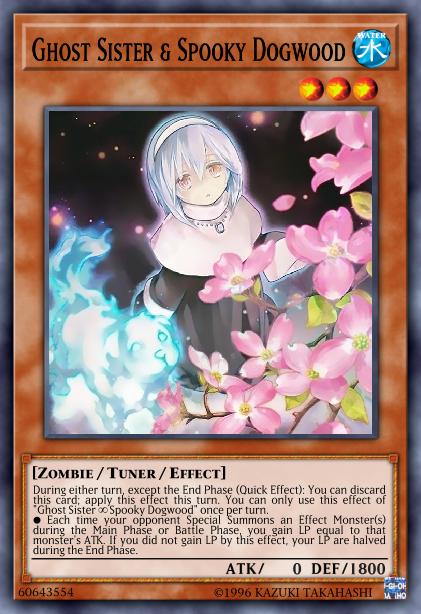 GHOST SISTER & SPOOKY DOGWOOD
WATER
水
[ZOMBIE / TUNER / EFFECT]
During either turn, except the End Phase (Quick Effect): You can discard
this card; apply this effect this turn. You can only use this effect of
"Ghost Sister ∞Spooky Dogwood" once per turn.
● Each time your opponent Special Summons an Effect Monster(s)
during the Main Phase or Battle Phase, you gain LP equal to that
monster's ATK. If you did not gain LP by this effect, your LP are halved
during the End Phase.
ATK/ 0 DEF/1800
60643554 ©1996 KAZUKI TAKAHASHI